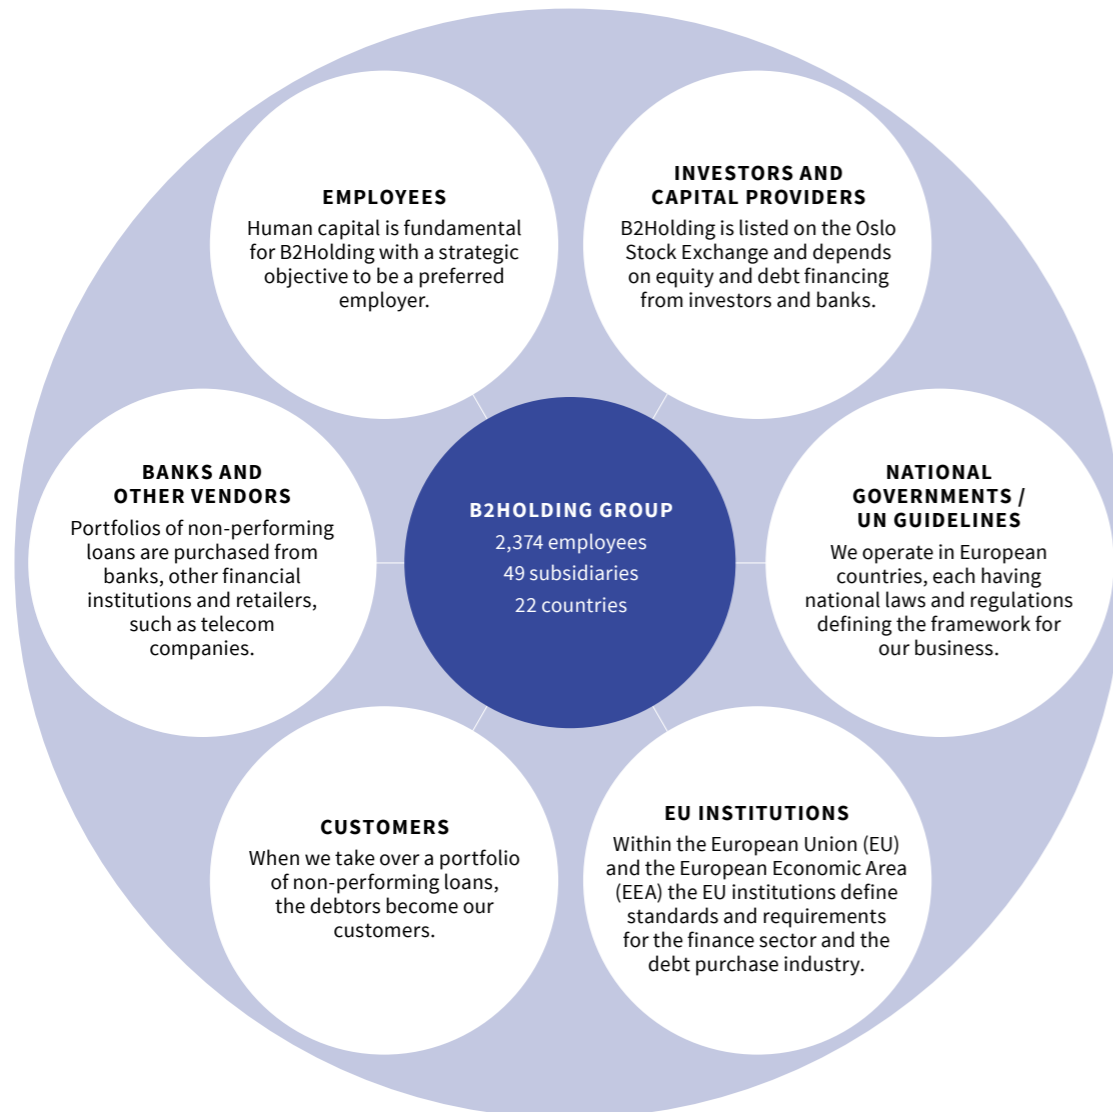 EMPLOYEES
Human capital is fundamental
for B2Holding with a strategic
objective to be a preferred
employer.
INVESTORS AND
CAPITAL PROVIDERS
B2Holding is listed on the Oslo
Stock Exchange and depends
on equity and debt financing
from investors and banks.
BANKS AND
OTHER VENDORS
Portfolios of non-performing
loans are purchased from
banks, other financial
institutions and retailers,
such as telecom
companies.
B2HOLDING GROUP
2,374 employees
49 subsidiaries
22 countries
NATIONAL
GOVERNMENTS /
UN GUIDELINES
We operate in European
countries, each having
national laws and regulations
defining the framework for
our business.
CUSTOMERS
When we take over a portfolio
of non-performing loans,
the debtors become our
customers.
EU INSTITUTIONS
Within the European Union (EU)
and the European Economic Area
(EEA) the EU institutions define
standards and requirements
for the finance sector and the
debt purchase industry.